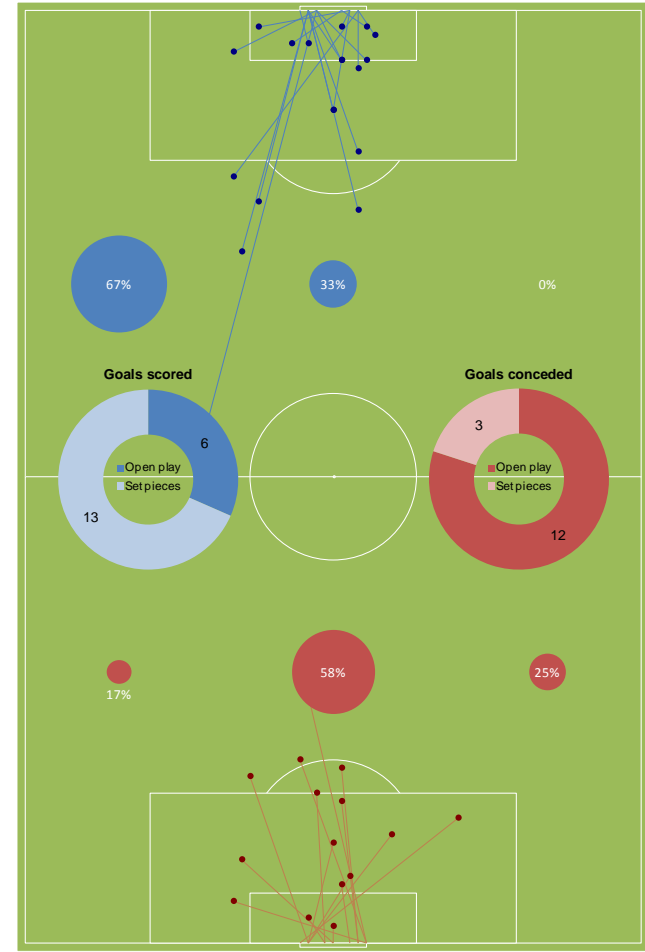 67%
33%
0%
Goals scored
Goals conceded
3
6
Open play
Set pieces
Open play
Set pieces
13
12
58%
25%
17%